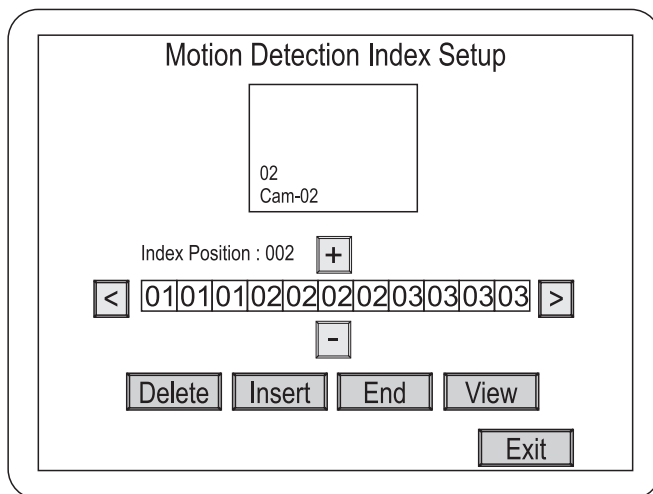 Motion Detection Index Setup
02
Cam-02
Index Position : 002 +
< 01 01 01 02 02 02 02 03 03 03 03 >
-
Delete Insert End View
Exit